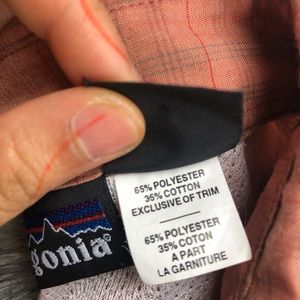 65% POLYESTER
35% COTTON
EXCLUSIVE OF TRIM
65% POLYESTER
35% COTON
A PART
LA GARNITURE
gonia®